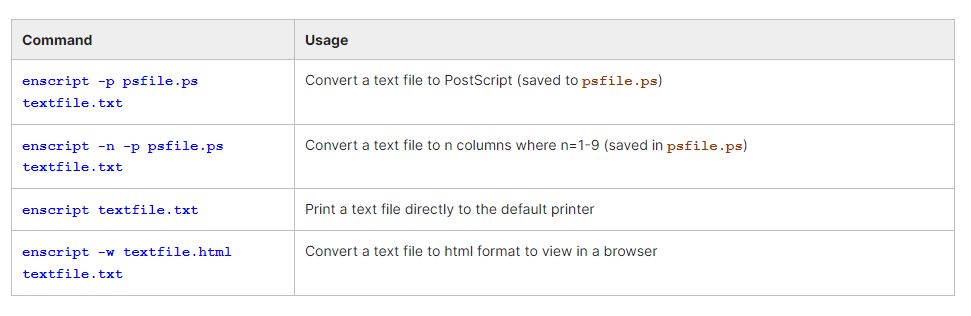 Command Usage
enscript -p psfile.ps Convert a text file to PostScript (saved to psfile.ps)
textfile.txt
enscript -n -p psfile.ps Convert a text file to n columns where n=1-9 (saved in psfile.ps)
textfile.txt
enscript textfile.txt Print a text file directly to the default printer
enscript -w textfile.html Convert a text file to html format to view in a browser
textfile.txt